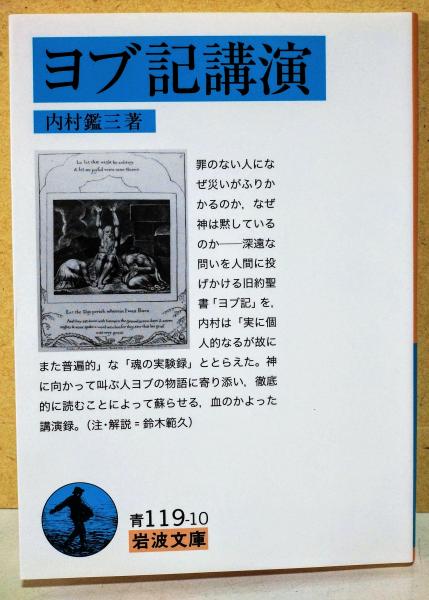 ヨブ記講演
内村鑑三著
Let the Day perish wherein I was Born
罪のない人にな
ぜ災いがふりか
かるのか，なぜ
神は黙している
のか──深遠な
問いを人間に投
げかける旧約聖
書「ヨブ記」を，
内村は「実に個
人的なるが故に
また普遍的」な「魂の実験録」ととらえた．神
に向かって叫ぶ人ヨブの物語に寄り添い，徹底
的に読むことによって蘇らせる，血のかよった
講演録．（注・解説＝鈴木範久）
青119-10
岩波文庫